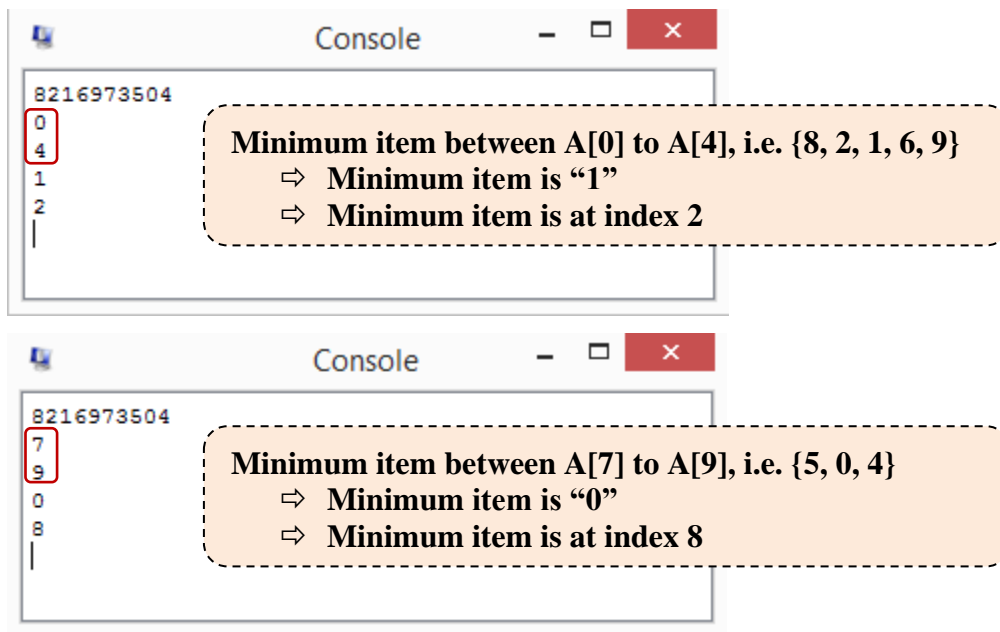 Console
8216973504
0
4
1
2
Minimum item between A[0] to A[4], i.e. {8, 2, 1, 6, 9}
⇨ Minimum item is “1”
⇨ Minimum item is at index 2
Console
8216973504
7
9
0
8
Minimum item between A[7] to A[9], i.e. {5, 0, 4}
⇨ Minimum item is “0”
⇨ Minimum item is at index 8